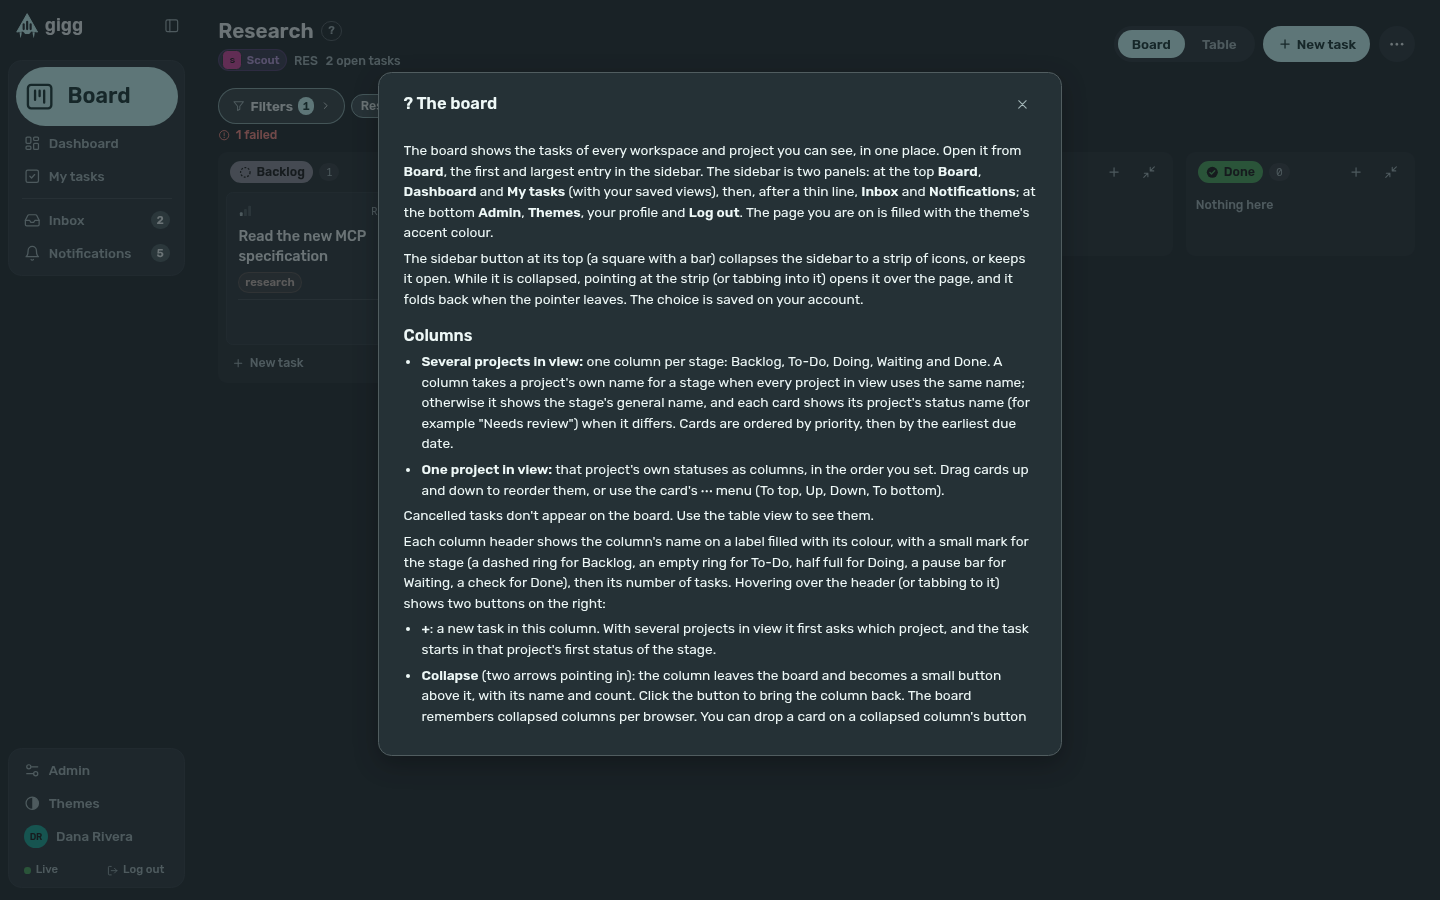 gigg
Board
Dashboard
My tasks
Inbox 2
Notifications 5
Admin
Themes
DR Dana Rivera
Live Log out
Research ?
s Scout RES 2 open tasks
Board Table + New task ···
Filters 1
1 failed
Backlog 1
Read the new MCP
specification
research
+ New task
Done 0
Nothing here
? The board
The board shows the tasks of every workspace and project you can see, in one place. Open it from
Board, the first and largest entry in the sidebar. The sidebar is two panels: at the top Board,
Dashboard and My tasks (with your saved views), then, after a thin line, Inbox and Notifications; at
the bottom Admin, Themes, your profile and Log out. The page you are on is filled with the theme's
accent colour.
The sidebar button at its top (a square with a bar) collapses the sidebar to a strip of icons, or keeps
it open. While it is collapsed, pointing at the strip (or tabbing into it) opens it over the page, and it
folds back when the pointer leaves. The choice is saved on your account.
Columns
• Several projects in view: one column per stage: Backlog, To-Do, Doing, Waiting and Done. A
column takes a project's own name for a stage when every project in view uses the same name;
otherwise it shows the stage's general name, and each card shows its project's status name (for
example "Needs review") when it differs. Cards are ordered by priority, then by the earliest due
date.
• One project in view: that project's own statuses as columns, in the order you set. Drag cards up
and down to reorder them, or use the card's ··· menu (To top, Up, Down, To bottom).
Cancelled tasks don't appear on the board. Use the table view to see them.
Each column header shows the column's name on a label filled with its colour, with a small mark for
the stage (a dashed ring for Backlog, an empty ring for To-Do, half full for Doing, a pause bar for
Waiting, a check for Done), then its number of tasks. Hovering over the header (or tabbing to it)
shows two buttons on the right:
• +: a new task in this column. With several projects in view it first asks which project, and the task
starts in that project's first status of the stage.
• Collapse (two arrows pointing in): the column leaves the board and becomes a small button
above it, with its name and count. Click the button to bring the column back. The board
remembers collapsed columns per browser. You can drop a card on a collapsed column's button